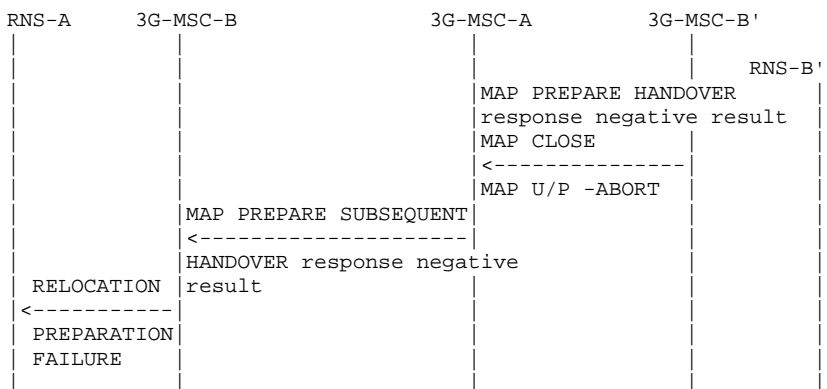 RNS-A 3G-MSC-B 3G-MSC-A 3G-MSC-B'
RNS-B'
MAP PREPARE HANDOVER
response negative result
MAP CLOSE
MAP U/P -ABORT
MAP PREPARE SUBSEQUENT
HANDOVER response negative
RELOCATION result
PREPARATION
FAILURE